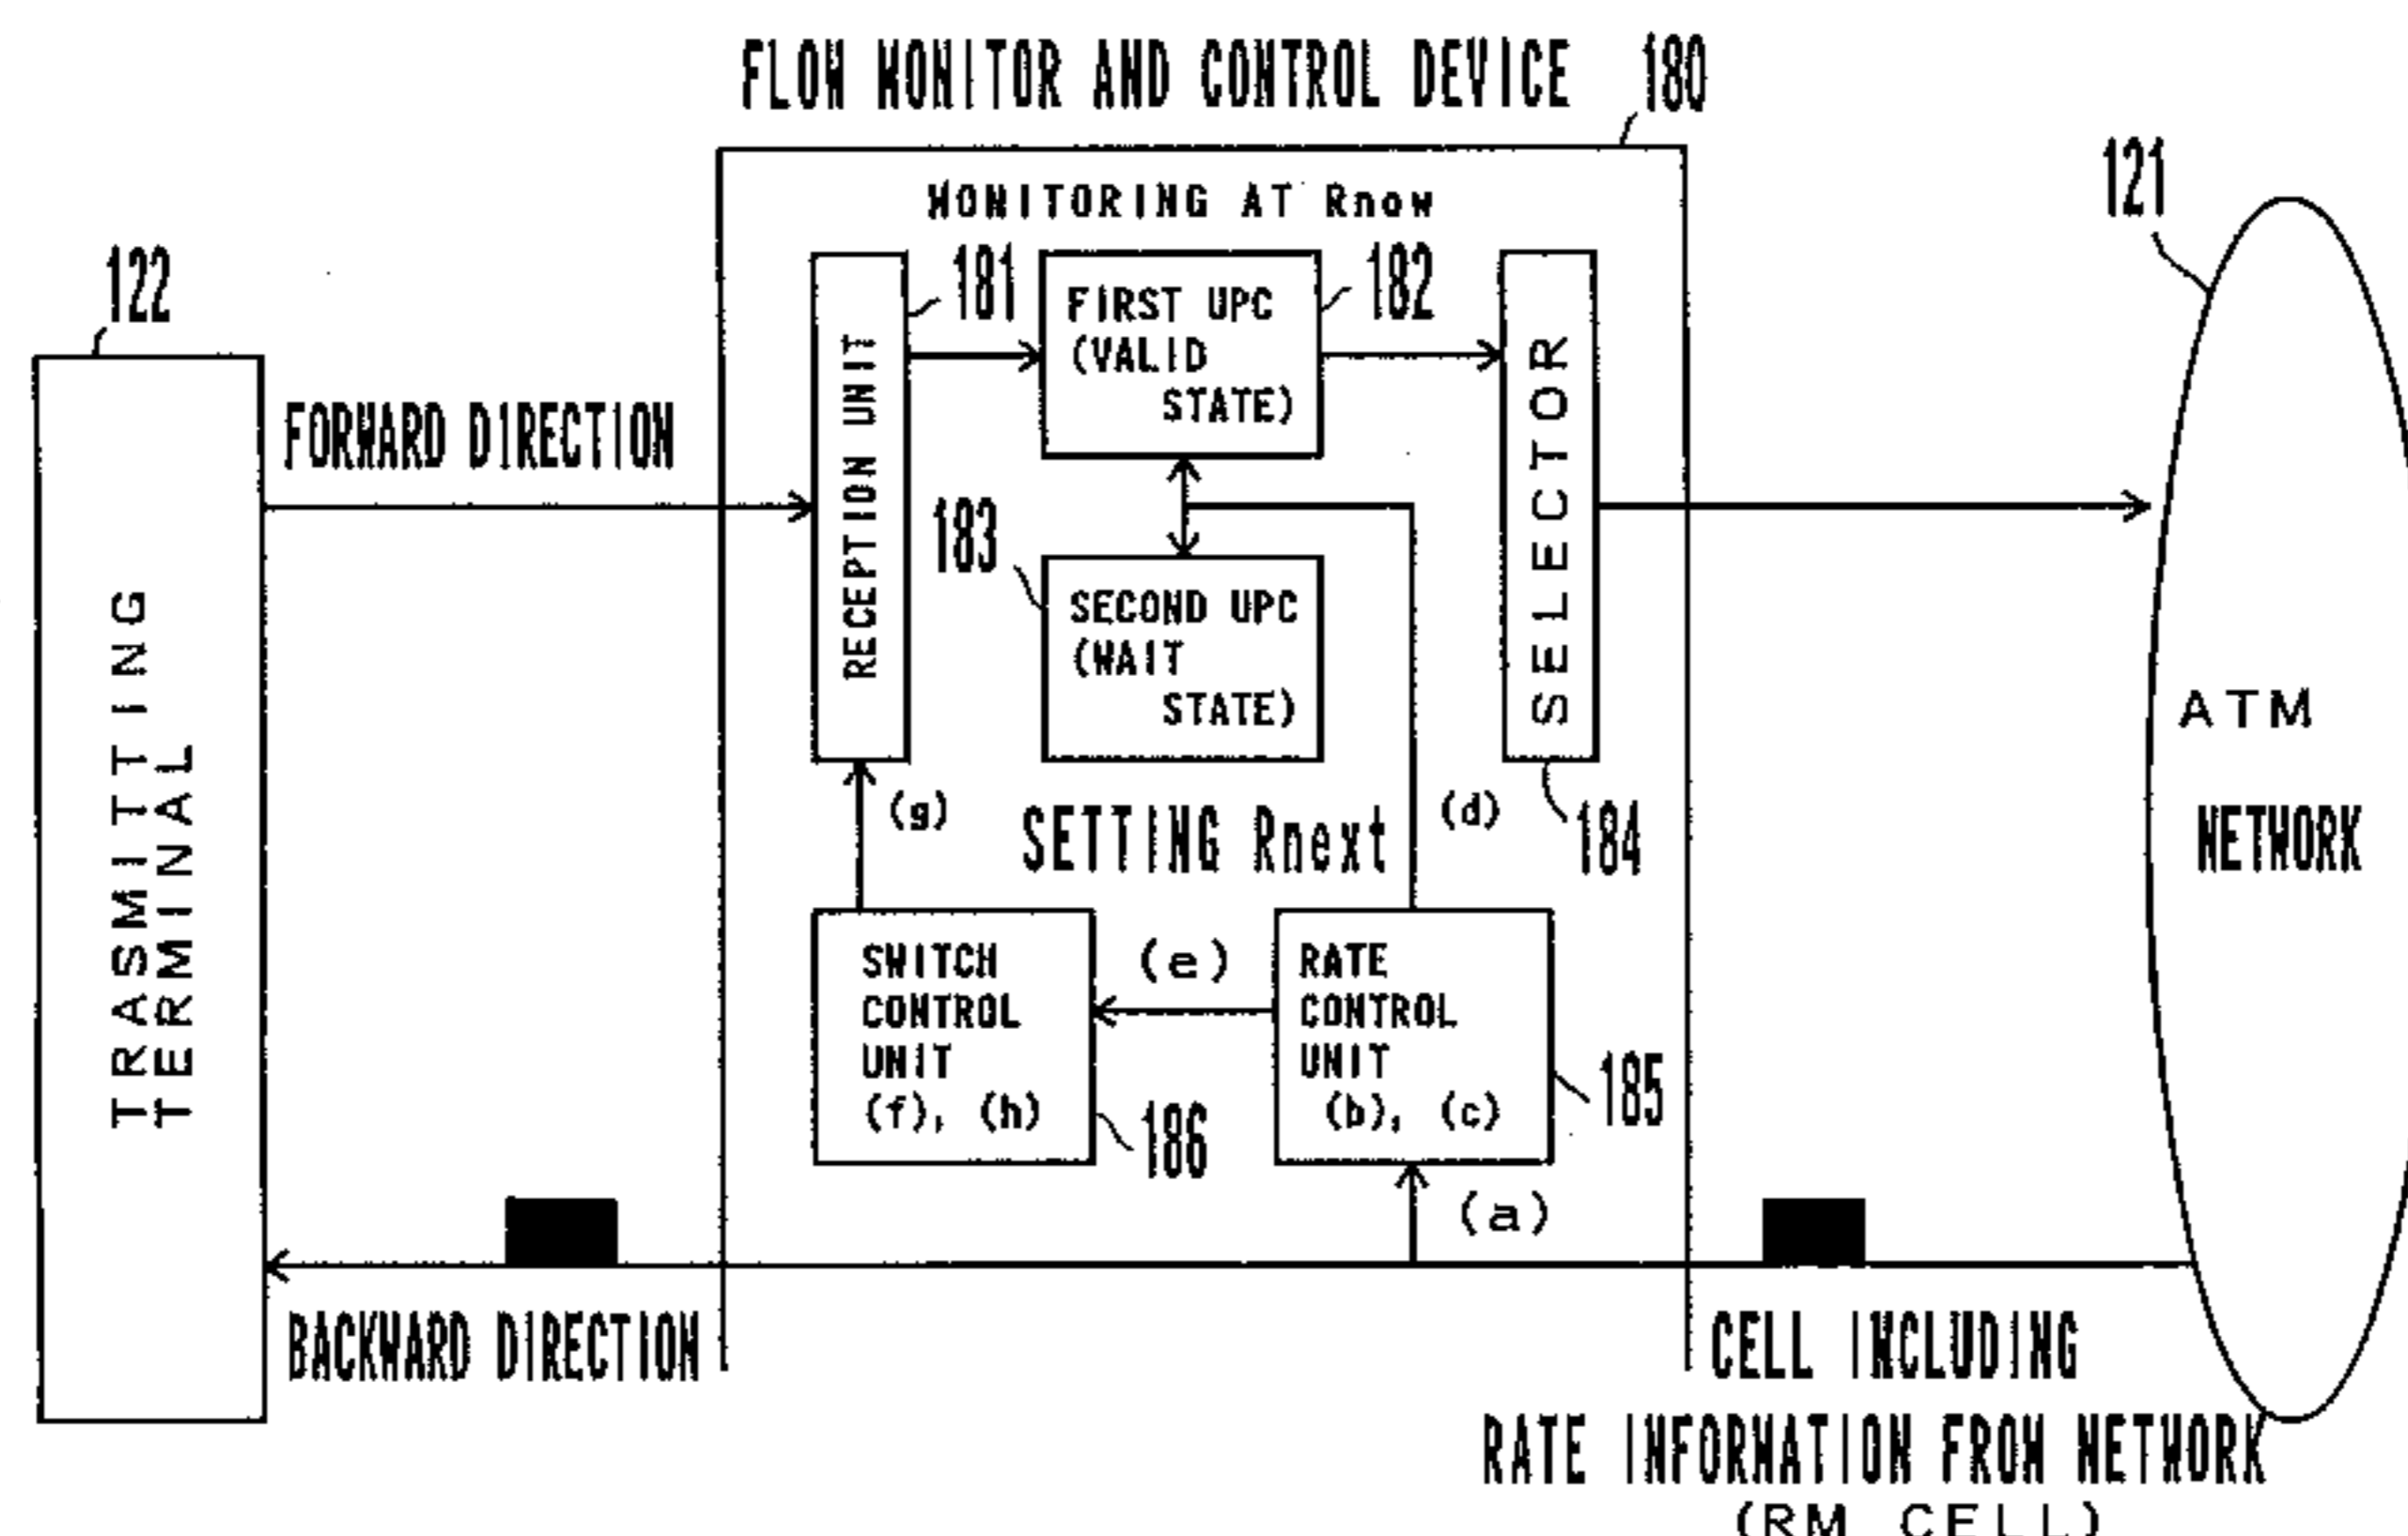 FLOW MONITOR AND CONTROL DEVICE
180
121
MONITORING AT Rnow
122
181
182
FIRST UPC
(VALID
STATE)
RECEPTION UNIT
SELECTOR
FORWARD DIRECTION
183
SECOND UPC
(WAIT
STATE)
TRASMITTING
TERMINAL
ATM
NETWORK
(g)
SETTING Rnext
(d)
184
SWITCH
CONTROL
UNIT
(f), (h)
186
(e)
RATE
CONTROL
UNIT
(b), (c)
185
(a)
BACKWARD DIRECTION
CELL INCLUDING
RATE INFORMATION FROM NETWORK
(RM CELL)